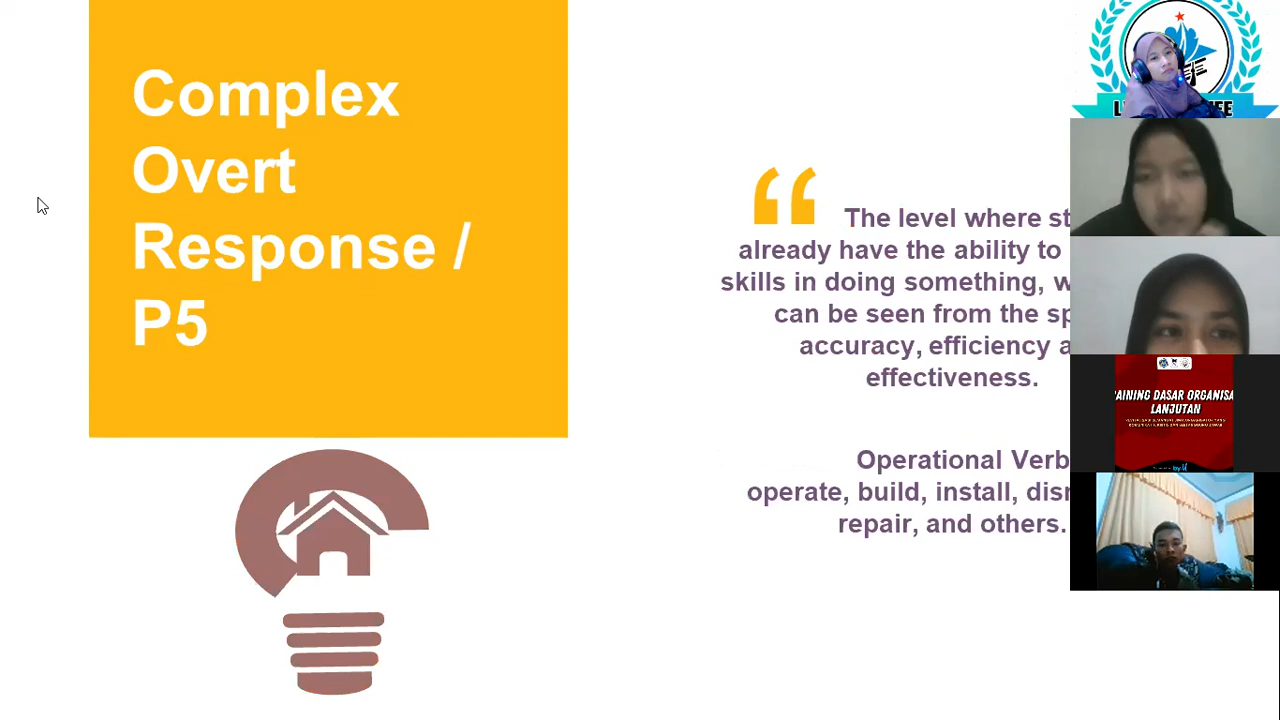 Complex
Overt
Response /
P5
“
The level where st
already have the ability to
skills in doing something, w
can be seen from the sp
accuracy, efficiency a
effectiveness.
Operational Verb
operate, build, install, disr
repair, and others.
AINING DASAR ORGANISA
LANJUTAN